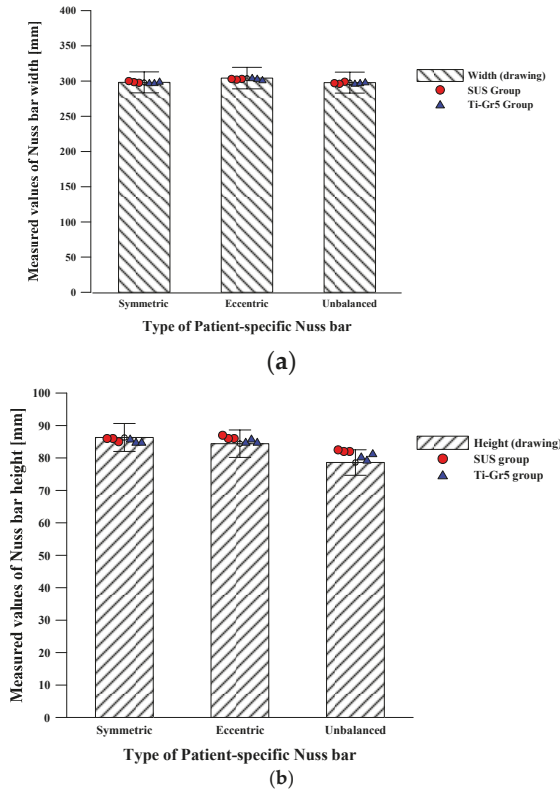 Measured values of Nuss bar width [mm]
400
350
300
250
200
150
100
50
0
Symmetric Eccentric Unbalanced
Type of Patient-specific Nuss bar
Width (drawing)
SUS Group
Ti-Gr5 Group
(a)
Measured values of Nuss bar height [mm]
100
90
80
70
60
50
40
30
20
10
0
Symmetric Eccentric Unbalanced
Type of Patient-specific Nuss bar
Height (drawing)
SUS group
Ti-Gr5 group
(b)